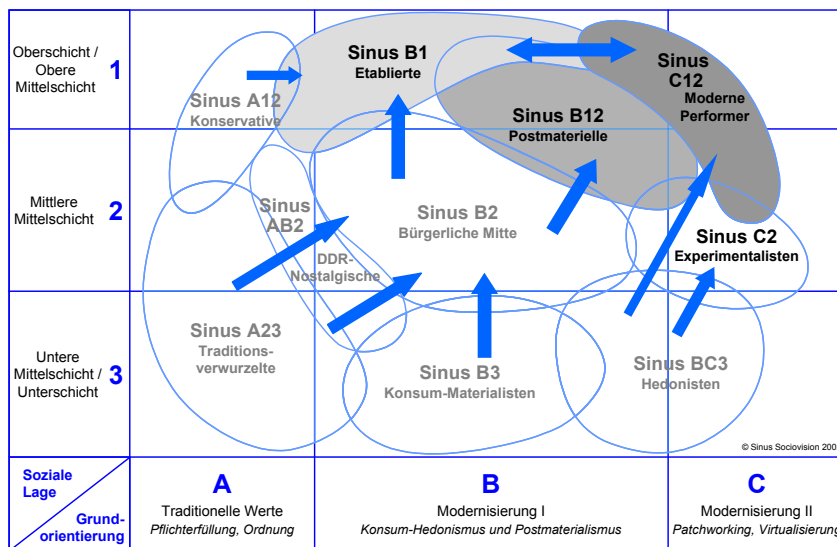 Oberschicht /
Obere
Mittelschicht
1
Sinus B1
Etablierte
Sinus
C12
Moderne
Performer
Sinus A12
Konservative
Sinus B12
Postmaterielle
Mittlere
Mittelschicht
2
Sinus
AB2
DDR-
Nostalgische
Sinus B2
Bürgerliche Mitte
Sinus C2
Experimentalisten
Untere
Mittelschicht /
Unterschicht
3
Sinus A23
Traditions-
verwurzelte
Sinus B3
Konsum-Materialisten
Sinus BC3
Hedonisten
© Sinus Sociovision 200
Soziale
Lage
Grund-
orientierung
A
Traditionelle Werte
Pflichterfüllung, Ordnung
B
Modernisierung I
Konsum-Hedonismus und Postmaterialismus
C
Modernisierung II
Patchworking, Virtualisierung